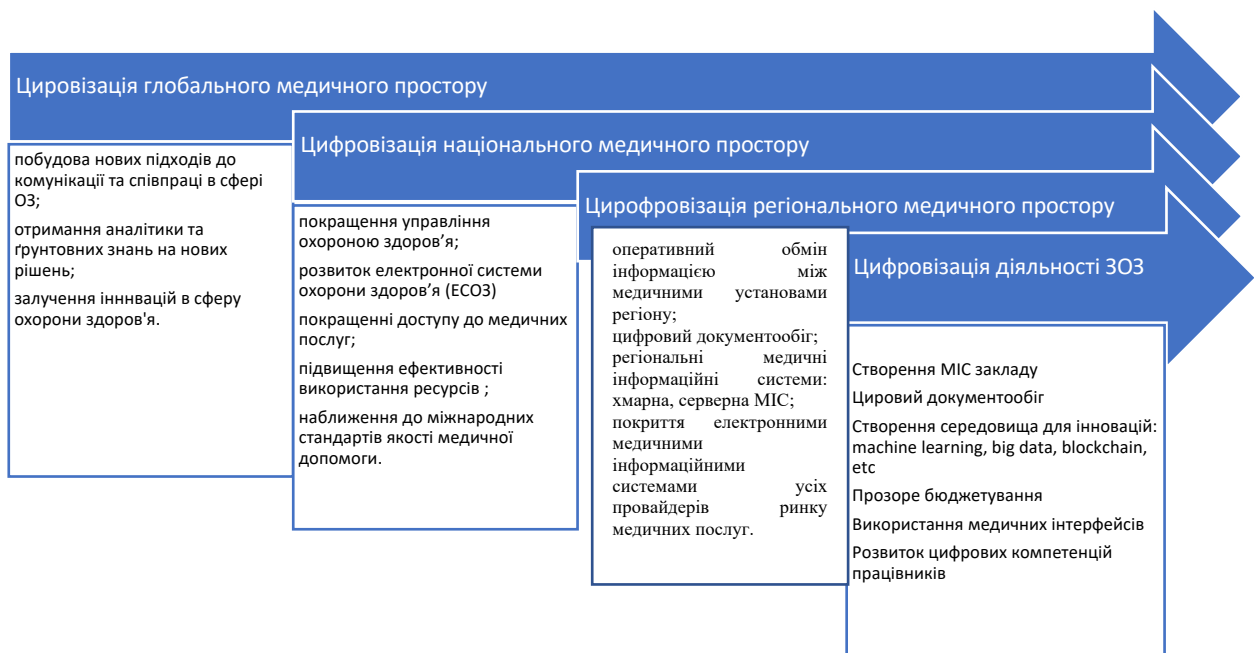 Цировізація глобального медичного простору
побудова нових підходів до
комунікації та співпраці в сфері
ОЗ;
отримання аналітики та
ґрунтовних знань на нових
рішень;
залучення інннвацій в сферу
охорони здоров'я.
Цифровізація національного медичного простору
покращення управління
охороною здоров’я;
розвиток електронної системи
охорони здоров’я (ЕСОЗ)
покращенні доступу до медичних
послуг;
підвищення ефективності
використання ресурсів ;
наближення до міжнародних
стандартів якості медичної
допомоги.
Цирофровізація регіонального медичного простору
оперативний обмін
інформацією між
медичними установами
регіону;
цифровий документообіг;
регіональні медичні
інформаційні системи:
хмарна, серверна МІС;
покриття електронними
медичними
інформаційними
системами усіх
провайдерів ринку
медичних послуг.
Цифровізація діяльності ЗОЗ
Створення МІС закладу
Цировий документообіг
Створення середовища для інновацій:
machine learning, big data, blockchain,
etc
Прозоре бюджетування
Використання медичних інтерфейсів
Розвиток цифрових компетенцій
працівників